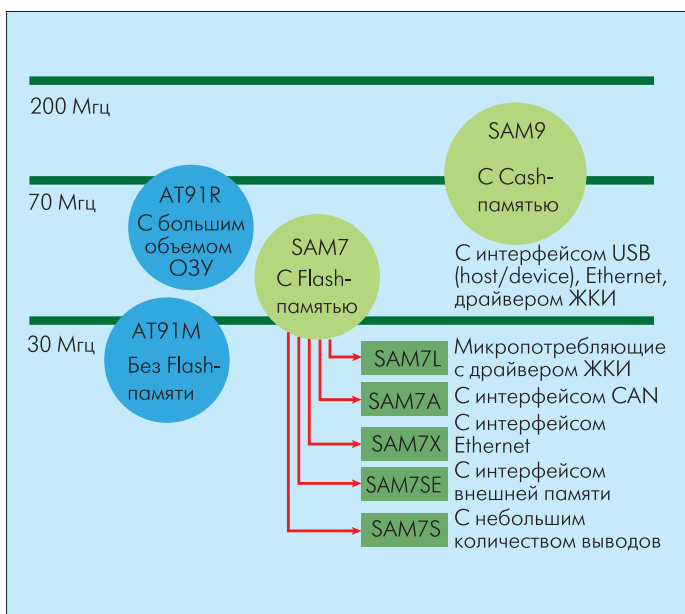 200 Мгц
SAM9
С Cash-
памятью
70 Мгц
AT91R
С большим
объемом
ОЗУ
SAM7
С Flash-
памятью
С интерфейсом USB
(host/device), Ethernet,
драйвером ЖКИ
30 Мгц
AT91M
Без Flash-
памяти
SAM7L
Микропотребляющие
с драйвером ЖКИ
SAM7A
С интерфейсом CAN
SAM7X
С интерфейсом
Ethernet
SAM7SE
С интерфейсом
внешней памяти
SAM7S
С небольшим
количеством выводов